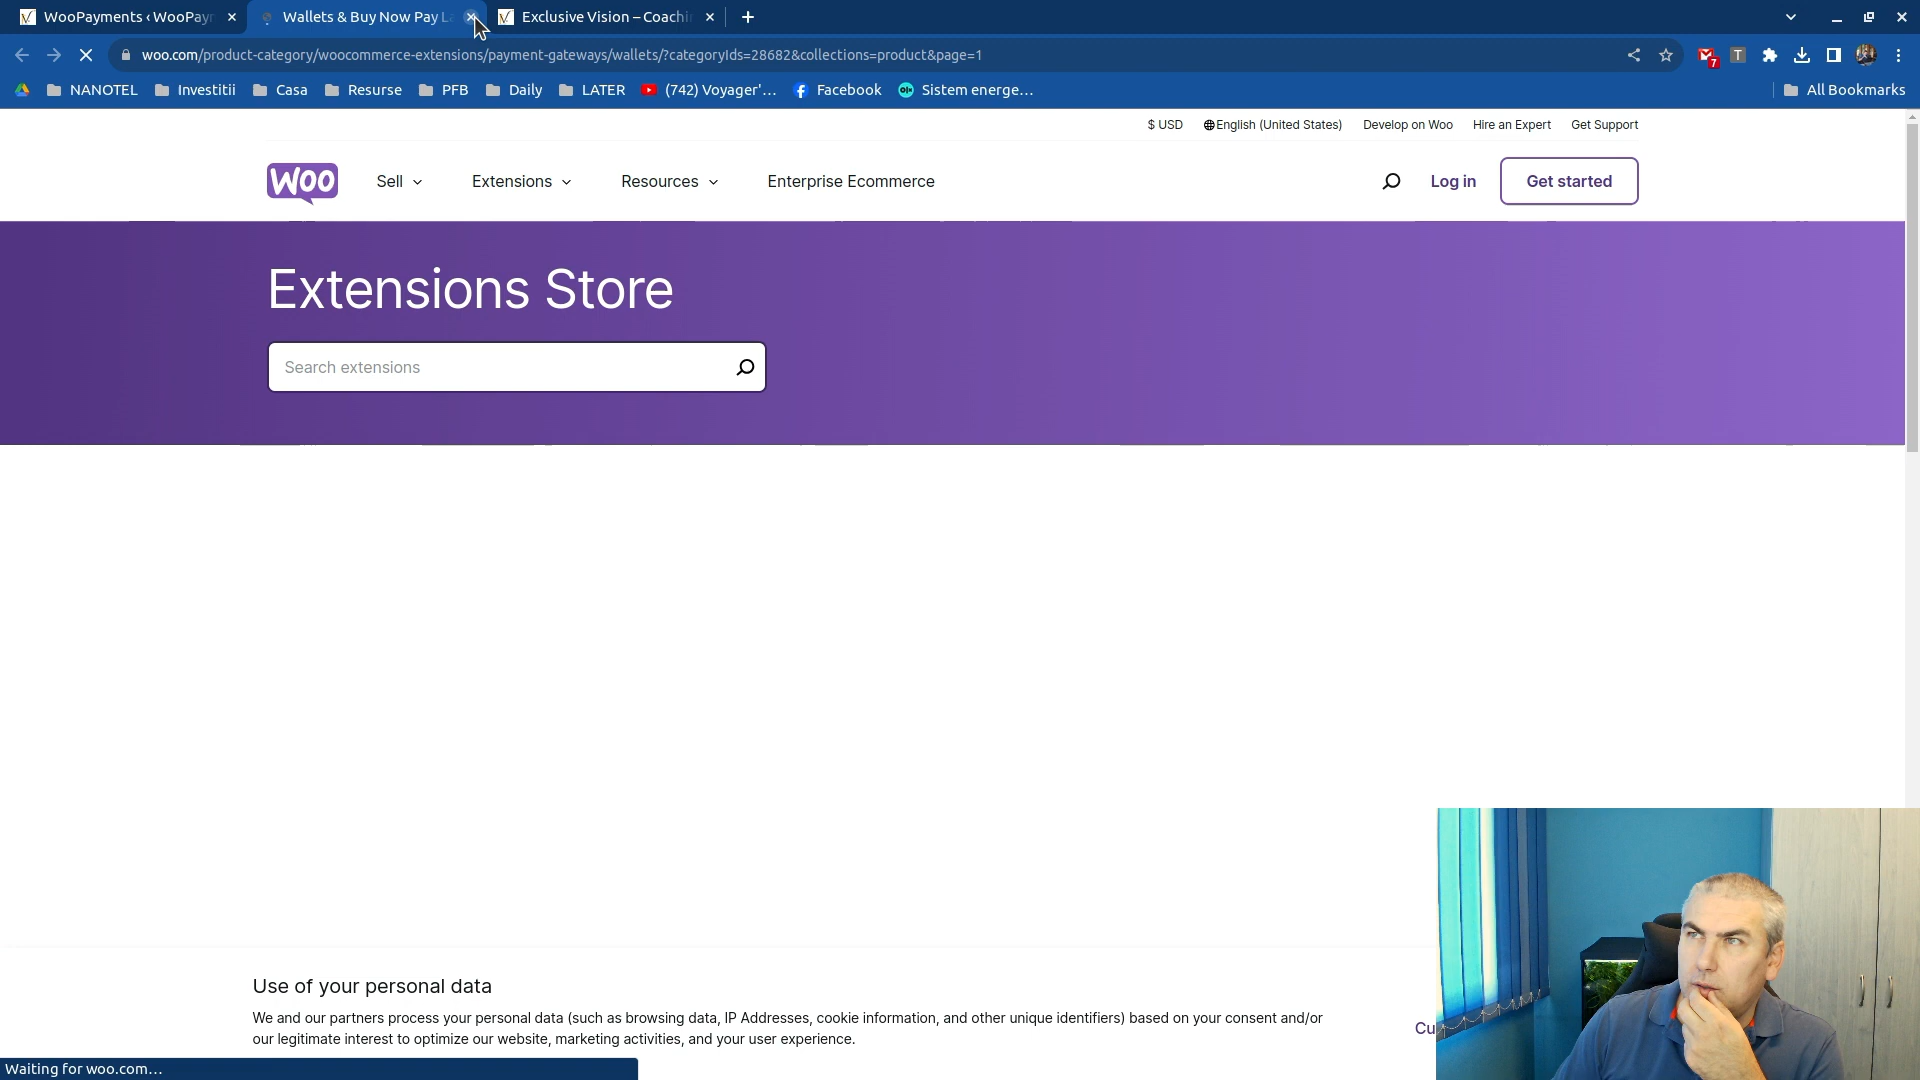 WooPayments ‹ WooPaym
Wallets & Buy Now Pay La
Exclusive Vision – Coachi
woo.com/product-category/woocommerce-extensions/payment-gateways/wallets/?categoryIds=28682&collections=product&page=1
7
T
NANOTEL
Investitii
Casa
Resurse
PFB
Daily
LATER
(742) Voyager'...
Facebook
Sistem energe...
All Bookmarks
$ USD
English (United States)
Develop on Woo
Hire an Expert
Get Support
WOO
Sell
Extensions
Resources
Enterprise Ecommerce
Log in
Get started
Extensions Store
Search extensions
Use of your personal data
We and our partners process your personal data (such as browsing data, IP Addresses, cookie information, and other unique identifiers) based on your consent and/or
our legitimate interest to optimize our website, marketing activities, and your user experience.
Cu
Waiting for woo.com...